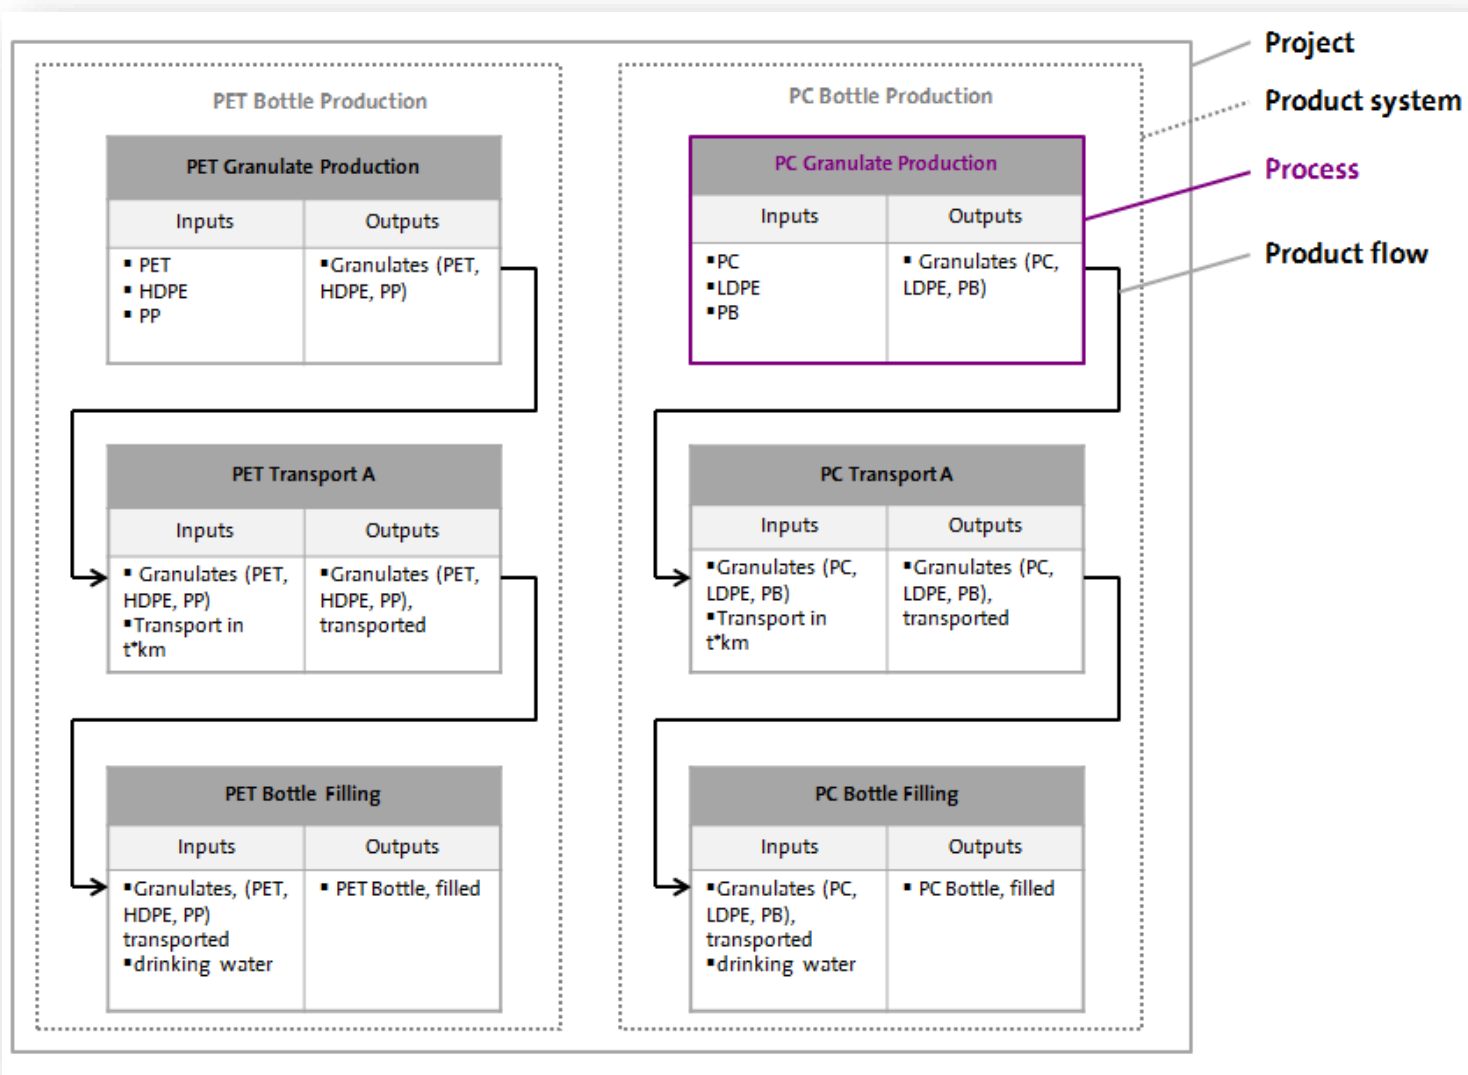 Project
Product system
Process
Product flow
PET Bottle Production
PET Granulate Production
Inputs
Outputs
▪ PET
▪ HDPE
▪ PP
▪Granulates (PET,
HDPE, PP)
PET Transport A
Inputs
Outputs
▪ Granulates (PET,
HDPE, PP)
▪Transport in
t*km
▪Granulates (PET,
HDPE, PP),
transported
PET Bottle Filling
Inputs
Outputs
▪Granulates, (PET,
HDPE, PP)
transported
▪drinking water
▪ PET Bottle, filled
PC Bottle Production
PC Granulate Production
Inputs
Outputs
▪PC
▪LDPE
▪PB
▪ Granulates (PC,
LDPE, PB)
PC Transport A
Inputs
Outputs
▪Granulates (PC,
LDPE, PB)
▪Transport in
t*km
▪Granulates (PC,
LDPE, PB),
transported
PC Bottle Filling
Inputs
Outputs
▪Granulates (PC,
LDPE, PB),
transported
▪drinking water
▪ PC Bottle, filled